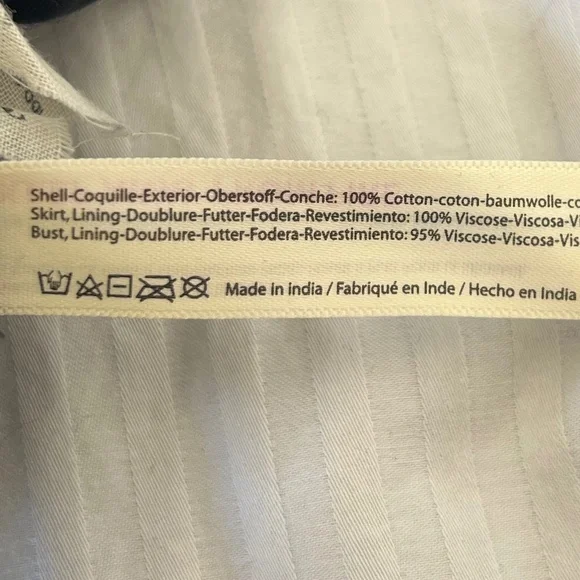 Shell-Coquille-Exterior-Oberstoff-Conche: 100% Cotton-coton-baumwolle-co
Skirt, Lining-Doublure-Futter-Fodera-Revestimiento: 100% Viscose-Viscosa-Vi
Bust, Lining-Doublure-Futter-Fodera-Revestimiento: 95% Viscose-Viscosa-Vis
Made in india / Fabriqué en Inde / Hecho en India